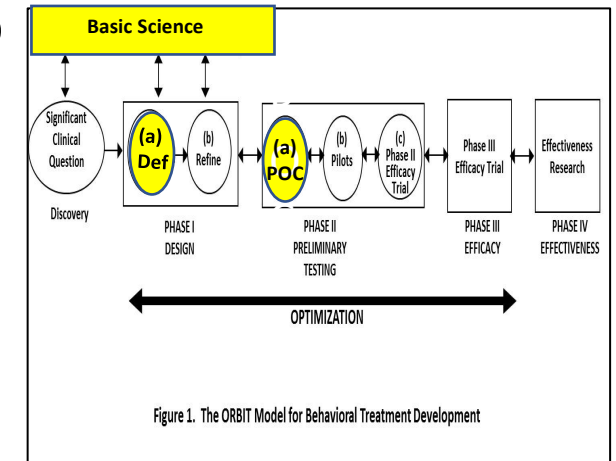 )
Basic Science
Significant
Clinical
Question
(a)
Def
(b)
Refine
(a)
POC
(b)
Pilots
(c)
Phase II
Efficacy
Trial
Phase III
Efficacy Trial
Effectiveness
Research
Discovery
PHASE I
DESIGN
PHASE II
PRELIMINARY
TESTING
PHASE III
EFFICACY
PHASE IV
EFFECTIVENESS
OPTIMIZATION
Figure 1. The ORBIT Model for Behavioral Treatment Development